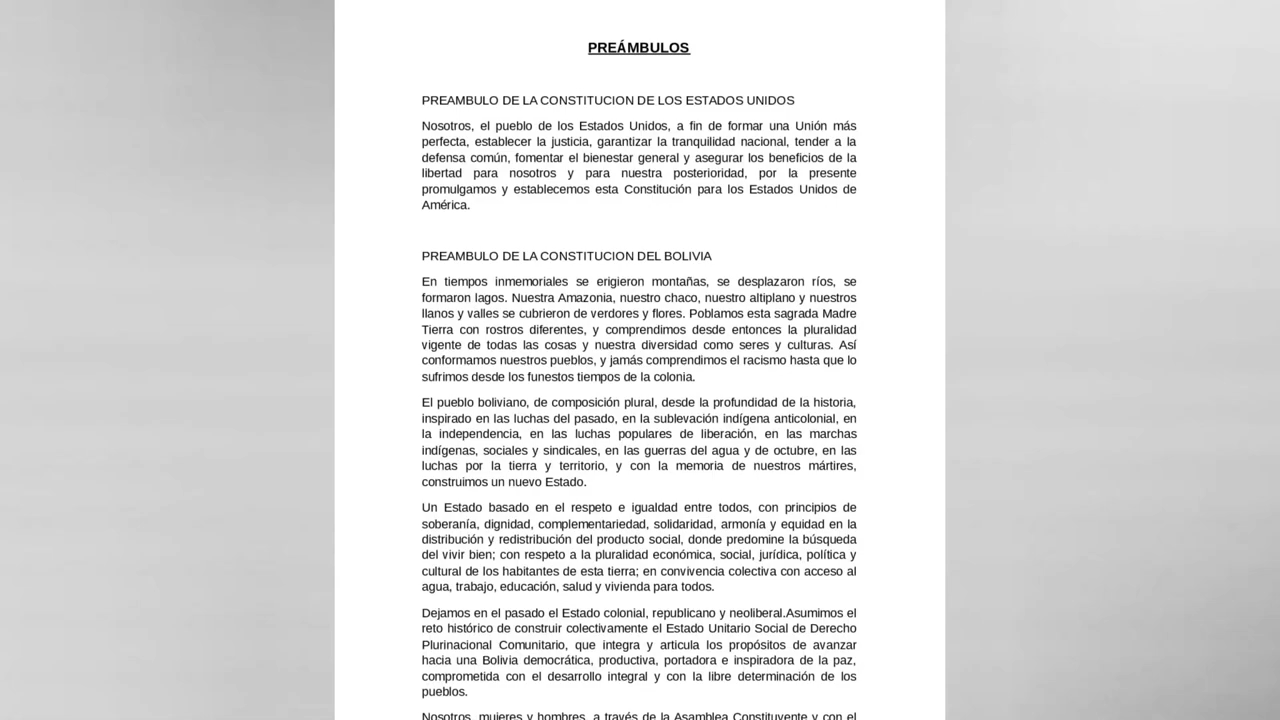 PREÁMBULOS
PREAMBULO DE LA CONSTITUCION DE LOS ESTADOS UNIDOS
Nosotros, el pueblo de los Estados Unidos, a fin de formar una Unión más
perfecta, establecer la justicia, garantizar la tranquilidad nacional, tender a la
defensa común, fomentar el bienestar general y asegurar los beneficios de la
libertad para nosotros y para nuestra posterioridad, por la presente
promulgamos y establecemos esta Constitución para los Estados Unidos de
América.
PREAMBULO DE LA CONSTITUCION DEL BOLIVIA
En tiempos inmemoriales se erigieron montañas, se desplazaron ríos, se
formaron lagos. Nuestra Amazonia, nuestro chaco, nuestro altiplano y nuestros
llanos y valles se cubrieron de verdores y flores. Poblamos esta sagrada Madre
Tierra con rostros diferentes, y comprendimos desde entonces la pluralidad
vigente de todas las cosas y nuestra diversidad como seres y culturas. Así
conformamos nuestros pueblos, y jamás comprendimos el racismo hasta que lo
sufrimos desde los funestos tiempos de la colonia.
El pueblo boliviano, de composición plural, desde la profundidad de la historia,
inspirado en las luchas del pasado, en la sublevación indígena anticolonial, en
la independencia, en las luchas populares de liberación, en las marchas
indígenas, sociales y sindicales, en las guerras del agua y de octubre, en las
luchas por la tierra y territorio, y con la memoria de nuestros mártires,
construimos un nuevo Estado.
Un Estado basado en el respeto e igualdad entre todos, con principios de
soberanía, dignidad, complementariedad, solidaridad, armonía y equidad en la
distribución y redistribución del producto social, donde predomine la búsqueda
del vivir bien; con respeto a la pluralidad económica, social, jurídica, política y
cultural de los habitantes de esta tierra; en convivencia colectiva con acceso al
agua, trabajo, educación, salud y vivienda para todos.
Dejamos en el pasado el Estado colonial, republicano y neoliberal.Asumimos el
reto histórico de construir colectivamente el Estado Unitario Social de Derecho
Plurinacional Comunitario, que integra y articula los propósitos de avanzar
hacia una Bolivia democrática, productiva, portadora e inspiradora de la paz,
comprometida con el desarrollo integral y con la libre determinación de los
pueblos.
Nosotros, mujeres y hombres, a través de la Asamblea Constituyente y con el